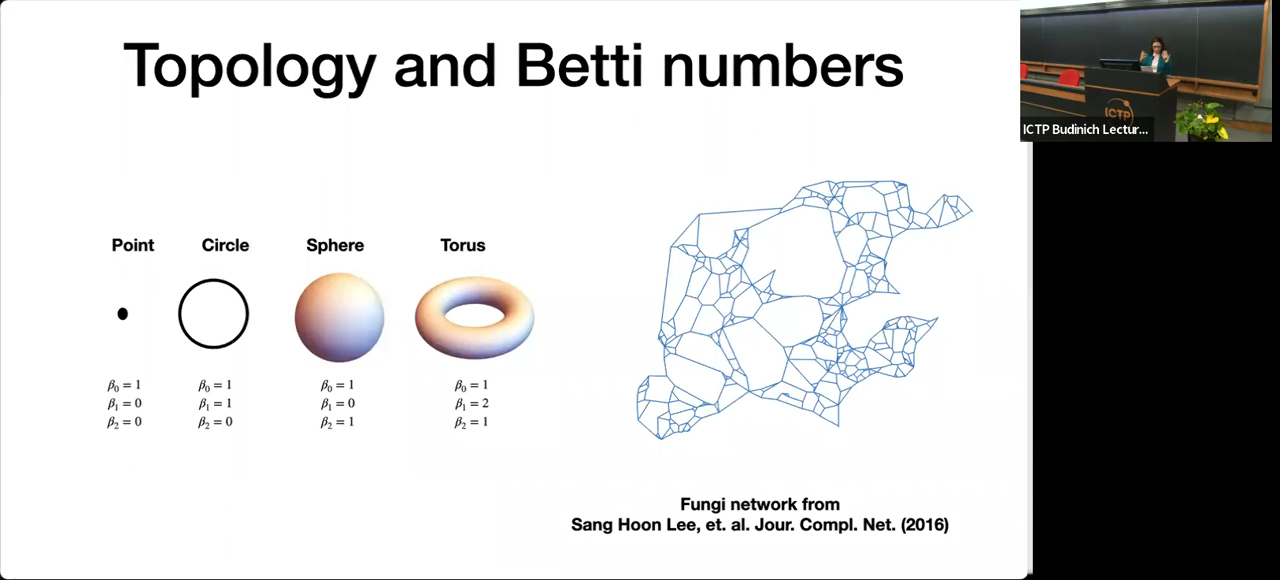 Topology and Betti numbers
Point Circle Sphere Torus
β₀ = 1 β₀ = 1 β₀ = 1 β₀ = 1
β₁ = 0 β₁ = 1 β₁ = 0 β₁ = 2
β₂ = 0 β₂ = 0 β₂ = 1 β₂ = 1
Fungi network from
Sang Hoon Lee, et. al. Jour. Compl. Net. (2016)
ICTP
ICTP Budinich Lectur...